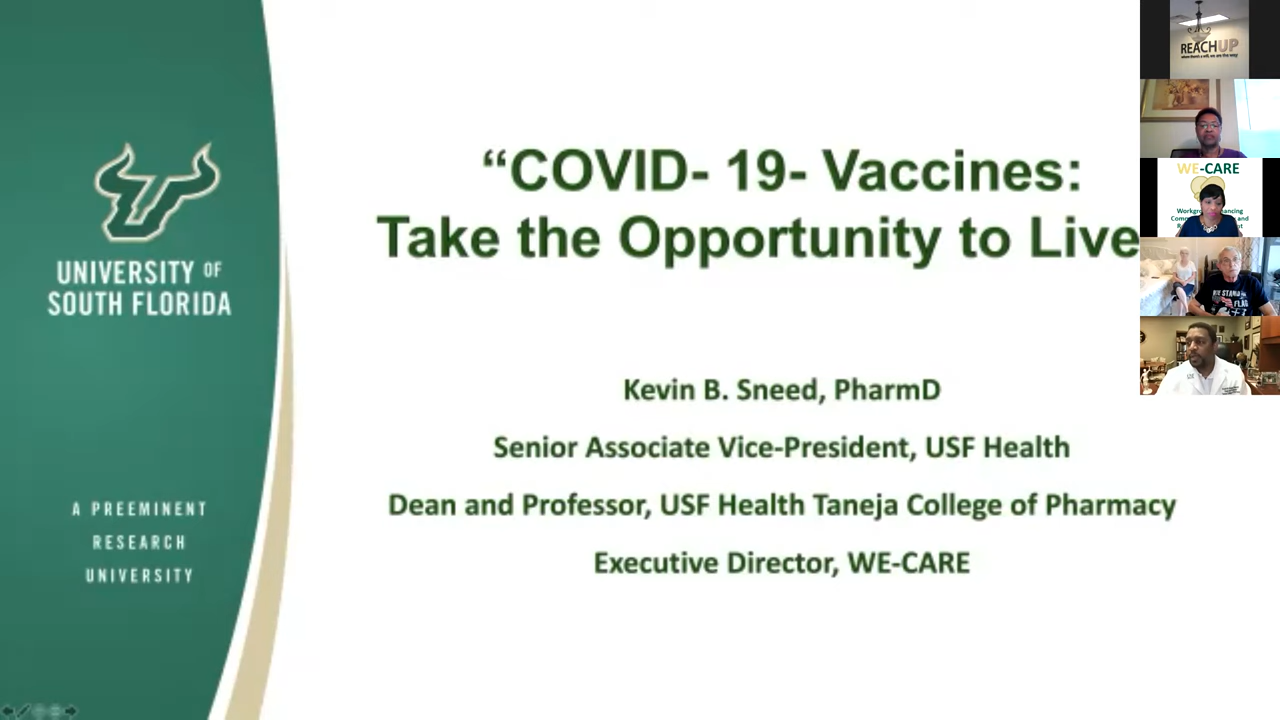 UNIVERSITY OF
SOUTH FLORIDA
A PREEMINENT
RESEARCH
UNIVERSITY
“COVID- 19- Vaccines:
Take the Opportunity to Live
Kevin B. Sneed, PharmD
Senior Associate Vice-President, USF Health
Dean and Professor, USF Health Taneja College of Pharmacy
Executive Director, WE-CARE
REACHUP
WE-CARE